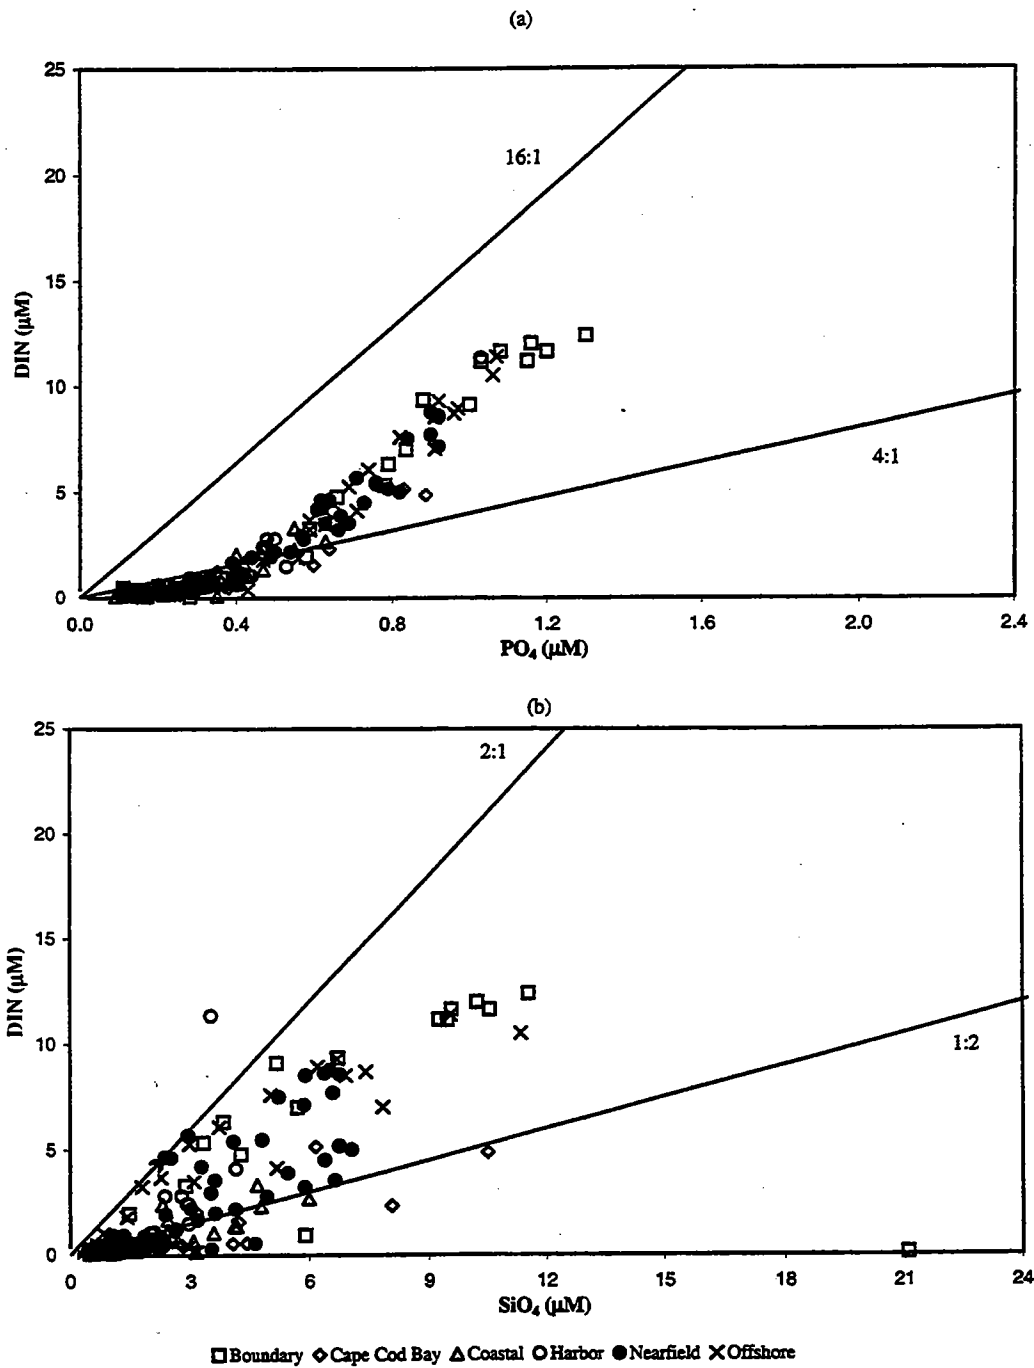 (a)
25
20
15
10
5
0
DIN (µM)
16:1
4:1
0.0 0.4 0.8 1.2 1.6 2.0 2.4
PO₄ (µM)
(b)
25
20
15
10
5
0
DIN (µM)
2:1
1:2
0 3 6 9 12 15 18 21 24
SiO₄ (µM)
Boundary Cape Cod Bay Coastal Harbor Nearfield Offshore